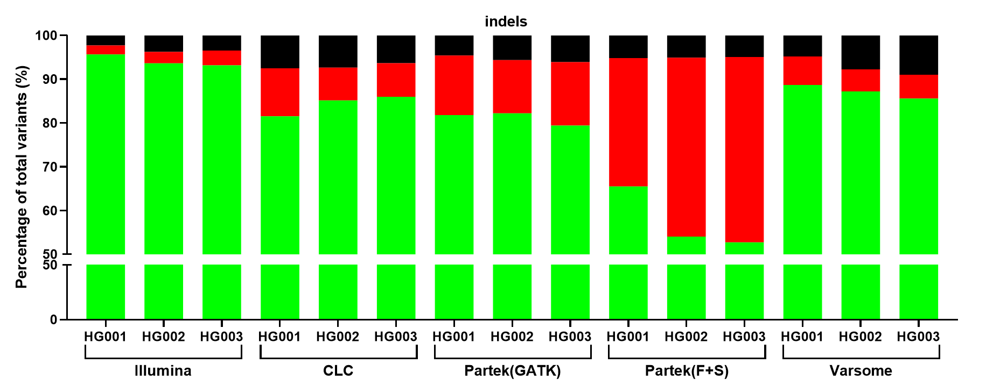 indels
Percentage of total variants (%)
100
90
80
70
60
50
50
0
HG001 HG002 HG003 HG001 HG002 HG003 HG001 HG002 HG003 HG001 HG002 HG003 HG001 HG002 HG003
Illumina CLC Partek(GATK) Partek(F+S) Varsome